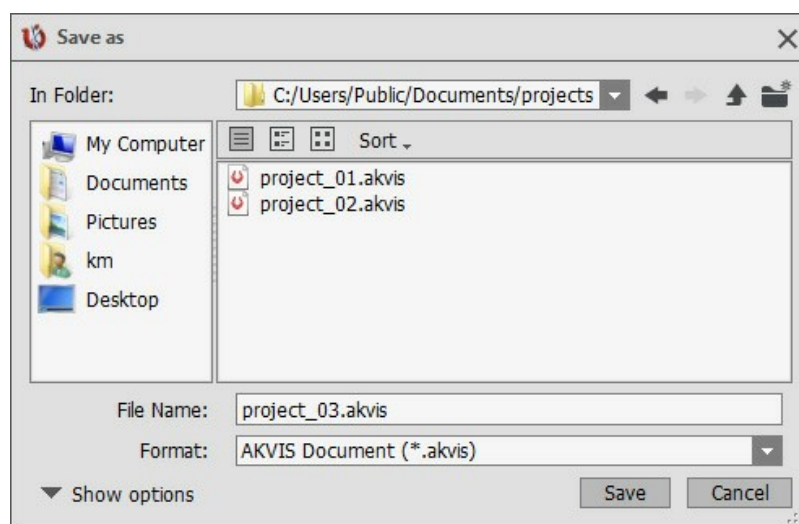 Save as
In Folder: C:/Users/Public/Documents/projects
My Computer
Documents
Pictures
km
Desktop
Sort
project_01.akvis
project_02.akvis
File Name: project_03.akvis
Format: AKVIS Document (*.akvis)
Show options Save Cancel